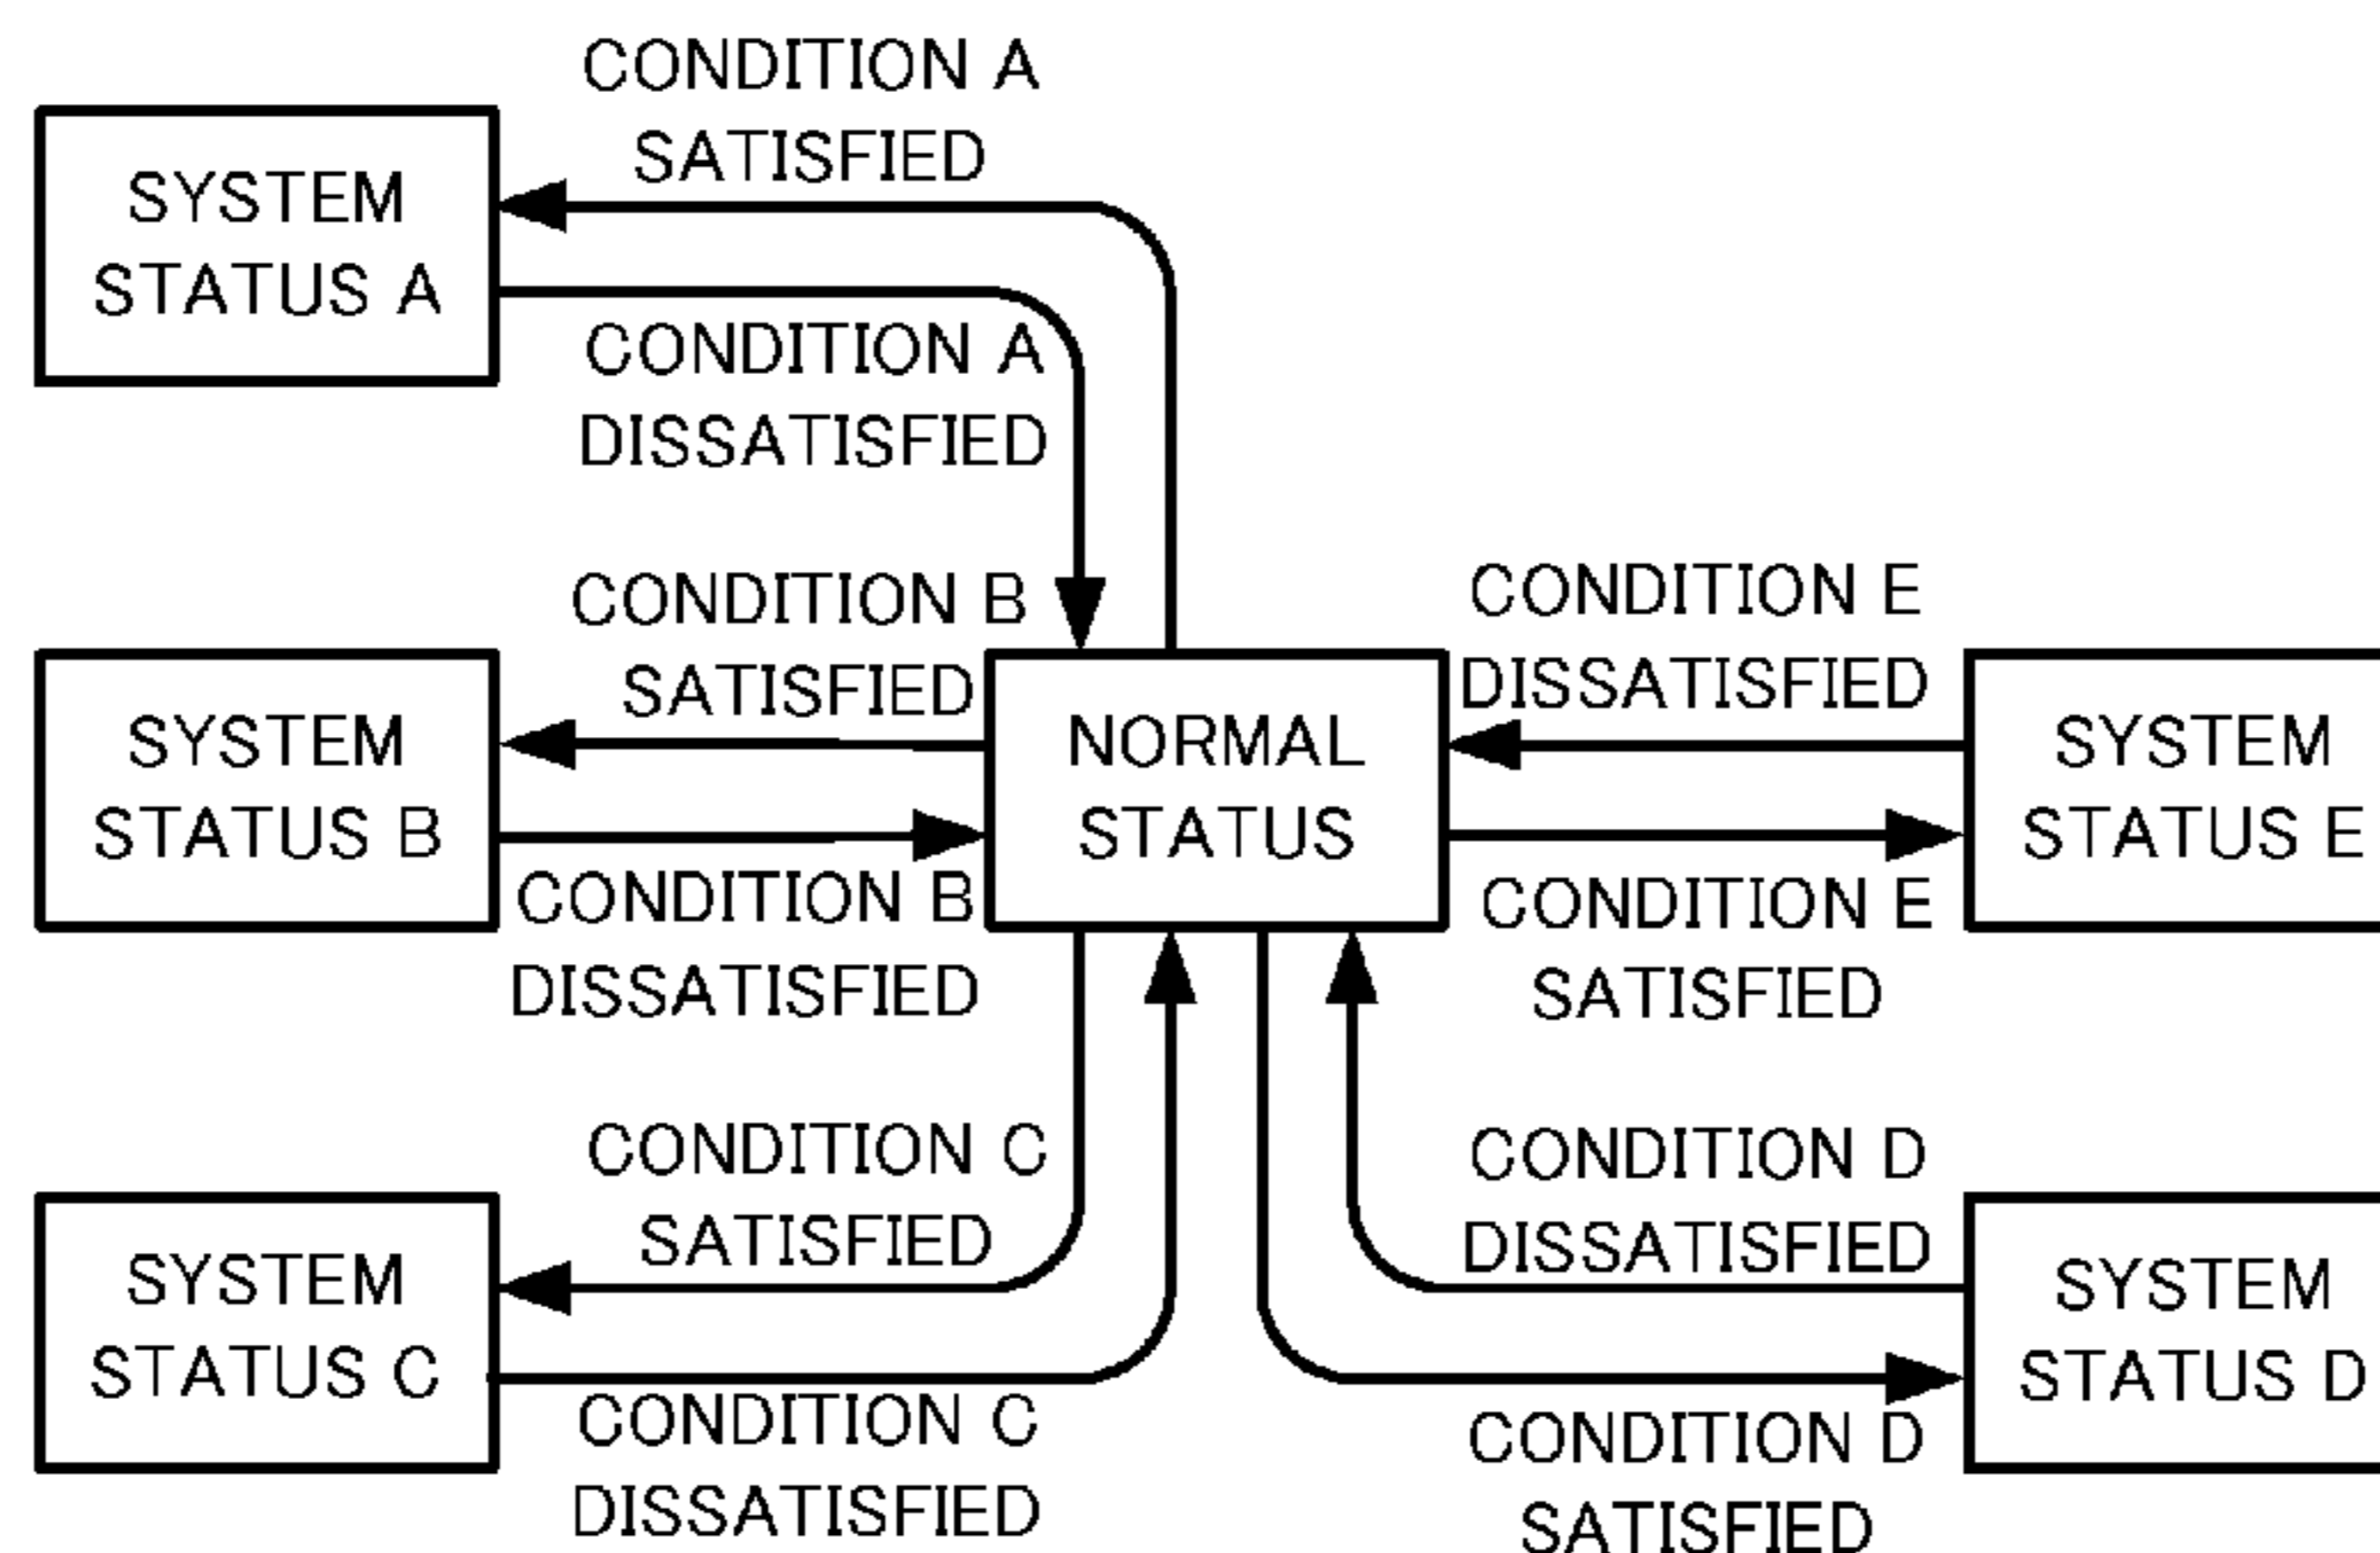 CONDITION A
SATISFIED
SYSTEM
STATUS A
CONDITION A
DISSATISFIED
CONDITION B
SATISFIED
SYSTEM
STATUS B
CONDITION B
DISSATISFIED
NORMAL
STATUS
CONDITION E
DISSATISFIED
SYSTEM
STATUS E
CONDITION E
SATISFIED
CONDITION C
SATISFIED
SYSTEM
STATUS C
CONDITION C
DISSATISFIED
CONDITION D
DISSATISFIED
SYSTEM
STATUS D
CONDITION D
SATISFIED